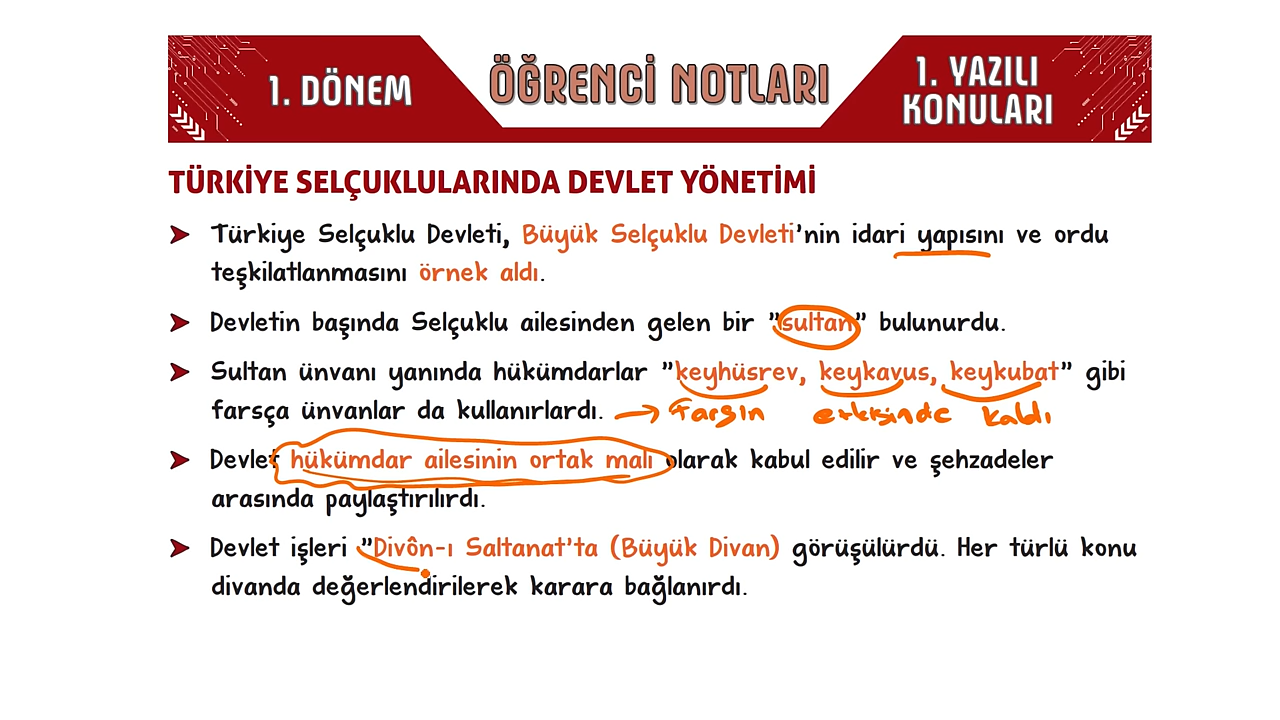 1. DÖNEM
ÖĞRENCİ NOTLARI
1. YAZILI
KONULARI
TÜRKİYE SELÇUKLULARINDA DEVLET YÖNETİMİ
➤ Türkiye Selçuklu Devleti, Büyük Selçuklu Devleti'nin idari yapısını ve ordu
teşkilatlanmasını örnek aldı.
➤ Devletin başında Selçuklu ailesinden gelen bir "sultan" bulunurdu.
➤ Sultan ünvanı yanında hükümdarlar "keyhüsrev, keykavus, keykubat" gibi
farsça ünvanlar da kullanırlardı. → Farsın etkisinde kaldı
➤ Devlet hükümdar ailesinin ortak malı olarak kabul edilir ve şehzadeler
arasında paylaştırılırdı.
➤ Devlet işleri "Divôn-ı Saltanat'ta (Büyük Divan) görüşülürdü. Her türlü konu
divanda değerlendirilerek karara bağlanırdı.